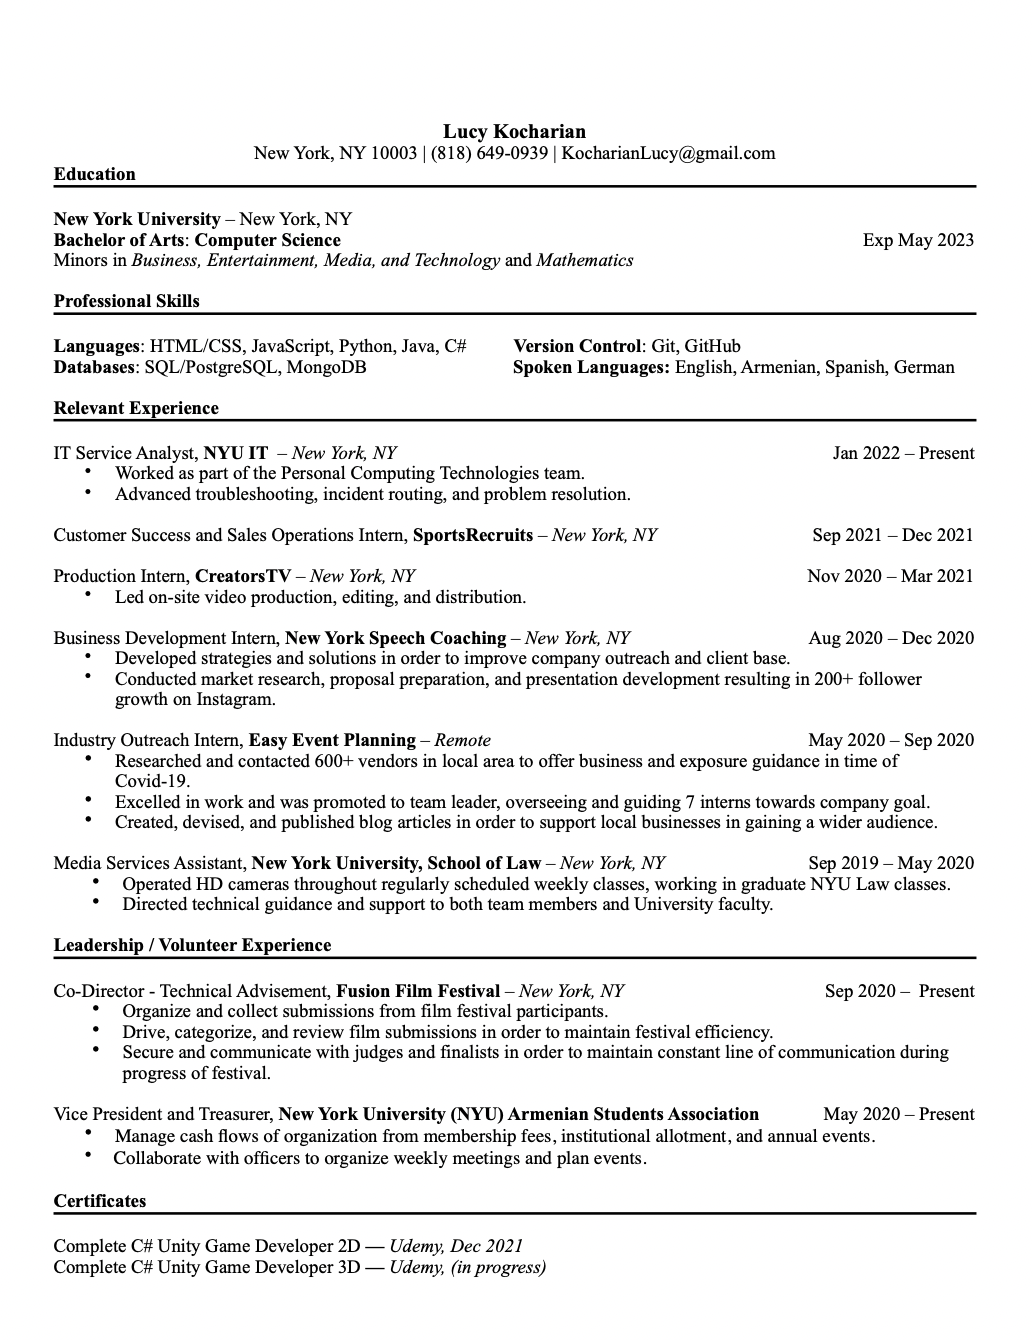 Lucy Kocharian
New York, NY 10003 | (818) 649-0939 | KocharianLucy@gmail.com
Education
New York University – New York, NY
Bachelor of Arts: Computer Science Exp May 2023
Minors in Business, Entertainment, Media, and Technology and Mathematics
Professional Skills
Languages: HTML/CSS, JavaScript, Python, Java, C# Version Control: Git, GitHub
Databases: SQL/PostgreSQL, MongoDB Spoken Languages: English, Armenian, Spanish, German
Relevant Experience
IT Service Analyst, NYU IT – New York, NY Jan 2022 – Present
• Worked as part of the Personal Computing Technologies team.
• Advanced troubleshooting, incident routing, and problem resolution.
Customer Success and Sales Operations Intern, SportsRecruits – New York, NY Sep 2021 – Dec 2021
Production Intern, CreatorsTV – New York, NY Nov 2020 – Mar 2021
• Led on-site video production, editing, and distribution.
Business Development Intern, New York Speech Coaching – New York, NY Aug 2020 – Dec 2020
• Developed strategies and solutions in order to improve company outreach and client base.
• Conducted market research, proposal preparation, and presentation development resulting in 200+ follower
growth on Instagram.
Industry Outreach Intern, Easy Event Planning – Remote May 2020 – Sep 2020
• Researched and contacted 600+ vendors in local area to offer business and exposure guidance in time of
Covid-19.
• Excelled in work and was promoted to team leader, overseeing and guiding 7 interns towards company goal.
• Created, devised, and published blog articles in order to support local businesses in gaining a wider audience.
Media Services Assistant, New York University, School of Law – New York, NY Sep 2019 – May 2020
• Operated HD cameras throughout regularly scheduled weekly classes, working in graduate NYU Law classes.
• Directed technical guidance and support to both team members and University faculty.
Leadership / Volunteer Experience
Co-Director - Technical Advisement, Fusion Film Festival – New York, NY Sep 2020 – Present
• Organize and collect submissions from film festival participants.
• Drive, categorize, and review film submissions in order to maintain festival efficiency.
• Secure and communicate with judges and finalists in order to maintain constant line of communication during
progress of festival.
Vice President and Treasurer, New York University (NYU) Armenian Students Association May 2020 – Present
• Manage cash flows of organization from membership fees, institutional allotment, and annual events.
• Collaborate with officers to organize weekly meetings and plan events.
Certificates
Complete C# Unity Game Developer 2D — Udemy, Dec 2021
Complete C# Unity Game Developer 3D — Udemy, (in progress)